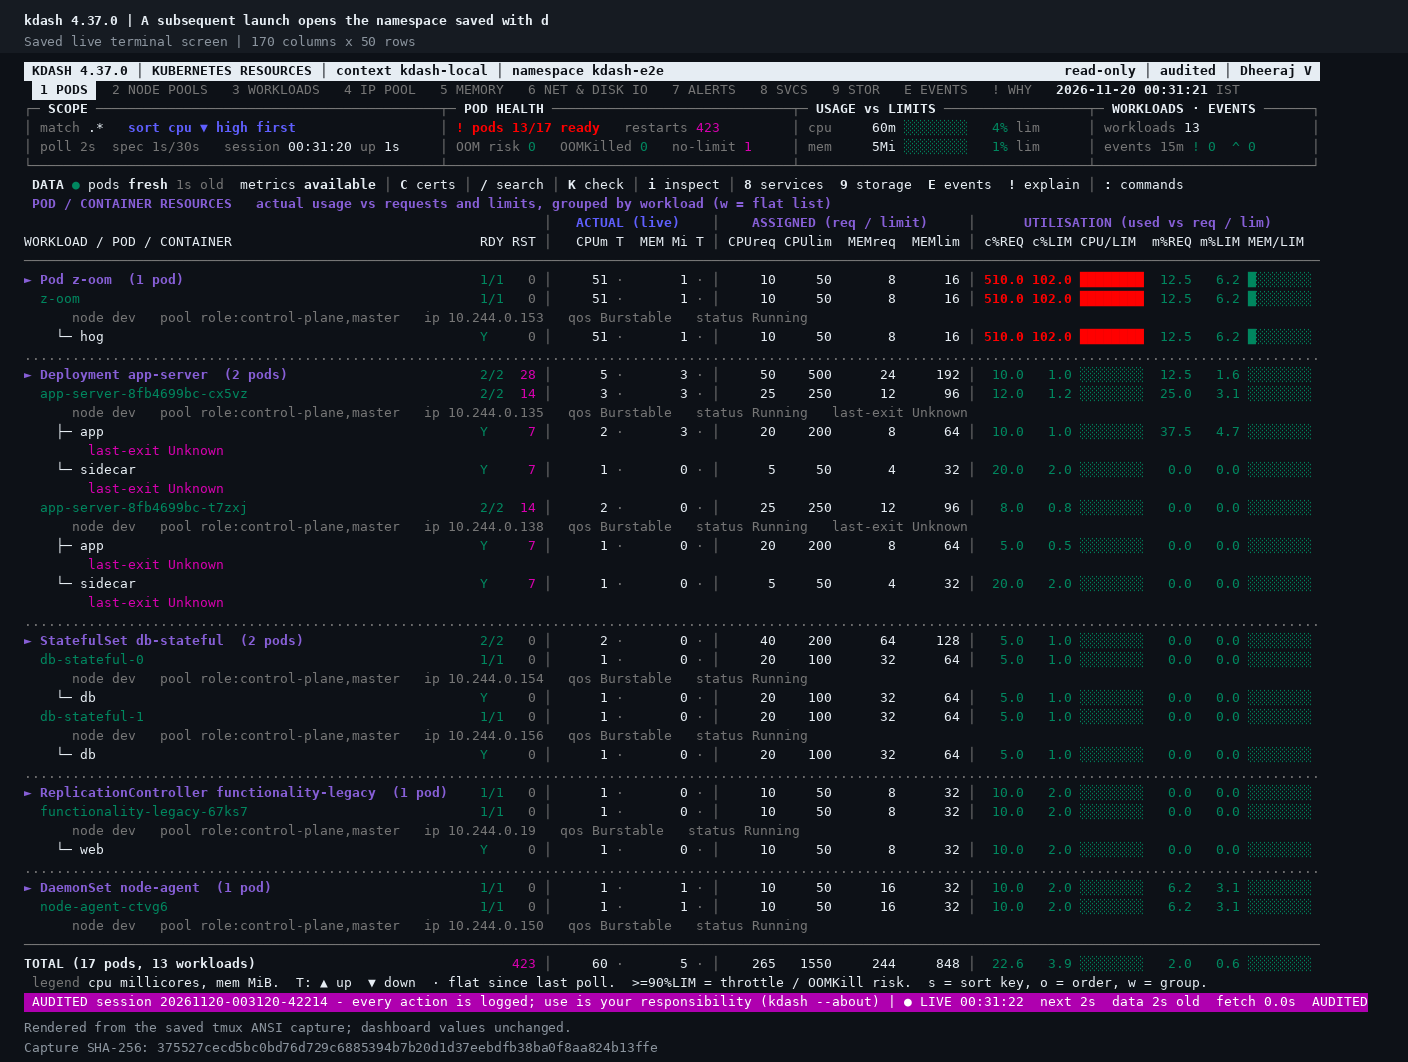 kdash 4.37.0 | A subsequent launch opens the namespace saved with d
Saved live terminal screen | 170 columns x 50 rows
KDASH 4.37.0 │ KUBERNETES RESOURCES │ context kdash-local │ namespace kdash-e2e read-only │ audited │ Dheeraj V
1 PODS 2 NODE POOLS 3 WORKLOADS 4 IP POOL 5 MEMORY 6 NET & DISK IO 7 ALERTS 8 SVCS 9 STOR E EVENTS ! WHY 2026-11-20 00:31:21 IST
SCOPE POD HEALTH USAGE vs LIMITS WORKLOADS · EVENTS
│ match .* sort cpu ▼ high first │ ! pods 13/17 ready restarts 423 │ cpu 60m ░░░░░░░░ 4% lim │ workloads 13 │
│ poll 2s spec 1s/30s session 00:31:20 up 1s │ OOM risk 0 OOMKilled 0 no-limit 1 │ mem 5Mi ░░░░░░░░ 1% lim │ events 15m ! 0 ^ 0 │
DATA ● pods fresh 1s old metrics available │ C certs │ / search │ K check │ i inspect │ 8 services 9 storage E events ! explain │ : commands
POD / CONTAINER RESOURCES actual usage vs requests and limits, grouped by workload (w = flat list)
│ ACTUAL (live) │ ASSIGNED (req / limit) │ UTILISATION (used vs req / lim)
WORKLOAD / POD / CONTAINER RDY RST │ CPUm T MEM Mi T │ CPUreq CPUlim MEMreq MEMlim │ c%REQ c%LIM CPU/LIM m%REQ m%LIM MEM/LIM
► Pod z-oom (1 pod) 1/1 0 │ 51 · 1 · │ 10 50 8 16 │ 510.0 102.0 ████████ 12.5 6.2 █░░░░░░░
z-oom 1/1 0 │ 51 · 1 · │ 10 50 8 16 │ 510.0 102.0 ████████ 12.5 6.2 █░░░░░░░
node dev pool role:control-plane,master ip 10.244.0.153 qos Burstable status Running
└─ hog Y 0 │ 51 · 1 · │ 10 50 8 16 │ 510.0 102.0 ████████ 12.5 6.2 █░░░░░░░
► Deployment app-server (2 pods) 2/2 28 │ 5 · 3 · │ 50 500 24 192 │ 10.0 1.0 ░░░░░░░░ 12.5 1.6 ░░░░░░░░
app-server-8fb4699bc-cx5vz 2/2 14 │ 3 · 3 · │ 25 250 12 96 │ 12.0 1.2 ░░░░░░░░ 25.0 3.1 ░░░░░░░░
node dev pool role:control-plane,master ip 10.244.0.135 qos Burstable status Running last-exit Unknown
├─ app Y 7 │ 2 · 3 · │ 20 200 8 64 │ 10.0 1.0 ░░░░░░░░ 37.5 4.7 ░░░░░░░░
last-exit Unknown
└─ sidecar Y 7 │ 1 · 0 · │ 5 50 4 32 │ 20.0 2.0 ░░░░░░░░ 0.0 0.0 ░░░░░░░░
last-exit Unknown
app-server-8fb4699bc-t7zxj 2/2 14 │ 2 · 0 · │ 25 250 12 96 │ 8.0 0.8 ░░░░░░░░ 0.0 0.0 ░░░░░░░░
node dev pool role:control-plane,master ip 10.244.0.138 qos Burstable status Running last-exit Unknown
├─ app Y 7 │ 1 · 0 · │ 20 200 8 64 │ 5.0 0.5 ░░░░░░░░ 0.0 0.0 ░░░░░░░░
last-exit Unknown
└─ sidecar Y 7 │ 1 · 0 · │ 5 50 4 32 │ 20.0 2.0 ░░░░░░░░ 0.0 0.0 ░░░░░░░░
last-exit Unknown
► StatefulSet db-stateful (2 pods) 2/2 0 │ 2 · 0 · │ 40 200 64 128 │ 5.0 1.0 ░░░░░░░░ 0.0 0.0 ░░░░░░░░
db-stateful-0 1/1 0 │ 1 · 0 · │ 20 100 32 64 │ 5.0 1.0 ░░░░░░░░ 0.0 0.0 ░░░░░░░░
node dev pool role:control-plane,master ip 10.244.0.154 qos Burstable status Running
└─ db Y 0 │ 1 · 0 · │ 20 100 32 64 │ 5.0 1.0 ░░░░░░░░ 0.0 0.0 ░░░░░░░░
db-stateful-1 1/1 0 │ 1 · 0 · │ 20 100 32 64 │ 5.0 1.0 ░░░░░░░░ 0.0 0.0 ░░░░░░░░
node dev pool role:control-plane,master ip 10.244.0.156 qos Burstable status Running
└─ db Y 0 │ 1 · 0 · │ 20 100 32 64 │ 5.0 1.0 ░░░░░░░░ 0.0 0.0 ░░░░░░░░
► ReplicationController functionality-legacy (1 pod) 1/1 0 │ 1 · 0 · │ 10 50 8 32 │ 10.0 2.0 ░░░░░░░░ 0.0 0.0 ░░░░░░░░
functionality-legacy-67ks7 1/1 0 │ 1 · 0 · │ 10 50 8 32 │ 10.0 2.0 ░░░░░░░░ 0.0 0.0 ░░░░░░░░
node dev pool role:control-plane,master ip 10.244.0.19 qos Burstable status Running
└─ web Y 0 │ 1 · 0 · │ 10 50 8 32 │ 10.0 2.0 ░░░░░░░░ 0.0 0.0 ░░░░░░░░
► DaemonSet node-agent (1 pod) 1/1 0 │ 1 · 1 · │ 10 50 16 32 │ 10.0 2.0 ░░░░░░░░ 6.2 3.1 ░░░░░░░░
node-agent-ctvg6 1/1 0 │ 1 · 1 · │ 10 50 16 32 │ 10.0 2.0 ░░░░░░░░ 6.2 3.1 ░░░░░░░░
node dev pool role:control-plane,master ip 10.244.0.150 qos Burstable status Running
TOTAL (17 pods, 13 workloads) 423 │ 60 · 5 · │ 265 1550 244 848 │ 22.6 3.9 ░░░░░░░░ 2.0 0.6 ░░░░░░░░
legend cpu millicores, mem MiB. T: ▲ up ▼ down · flat since last poll. >=90%LIM = throttle / OOMKill risk. s = sort key, o = order, w = group.
AUDITED session 20261120-003120-42214 - every action is logged; use is your responsibility (kdash --about) | ● LIVE 00:31:22 next 2s data 2s old fetch 0.0s AUDITED
Rendered from the saved tmux ANSI capture; dashboard values unchanged.
Capture SHA-256: 375527cecd5bc0bd76d729c6885394b7b20d1d37eebdfb38ba0f8aa824b13ffe